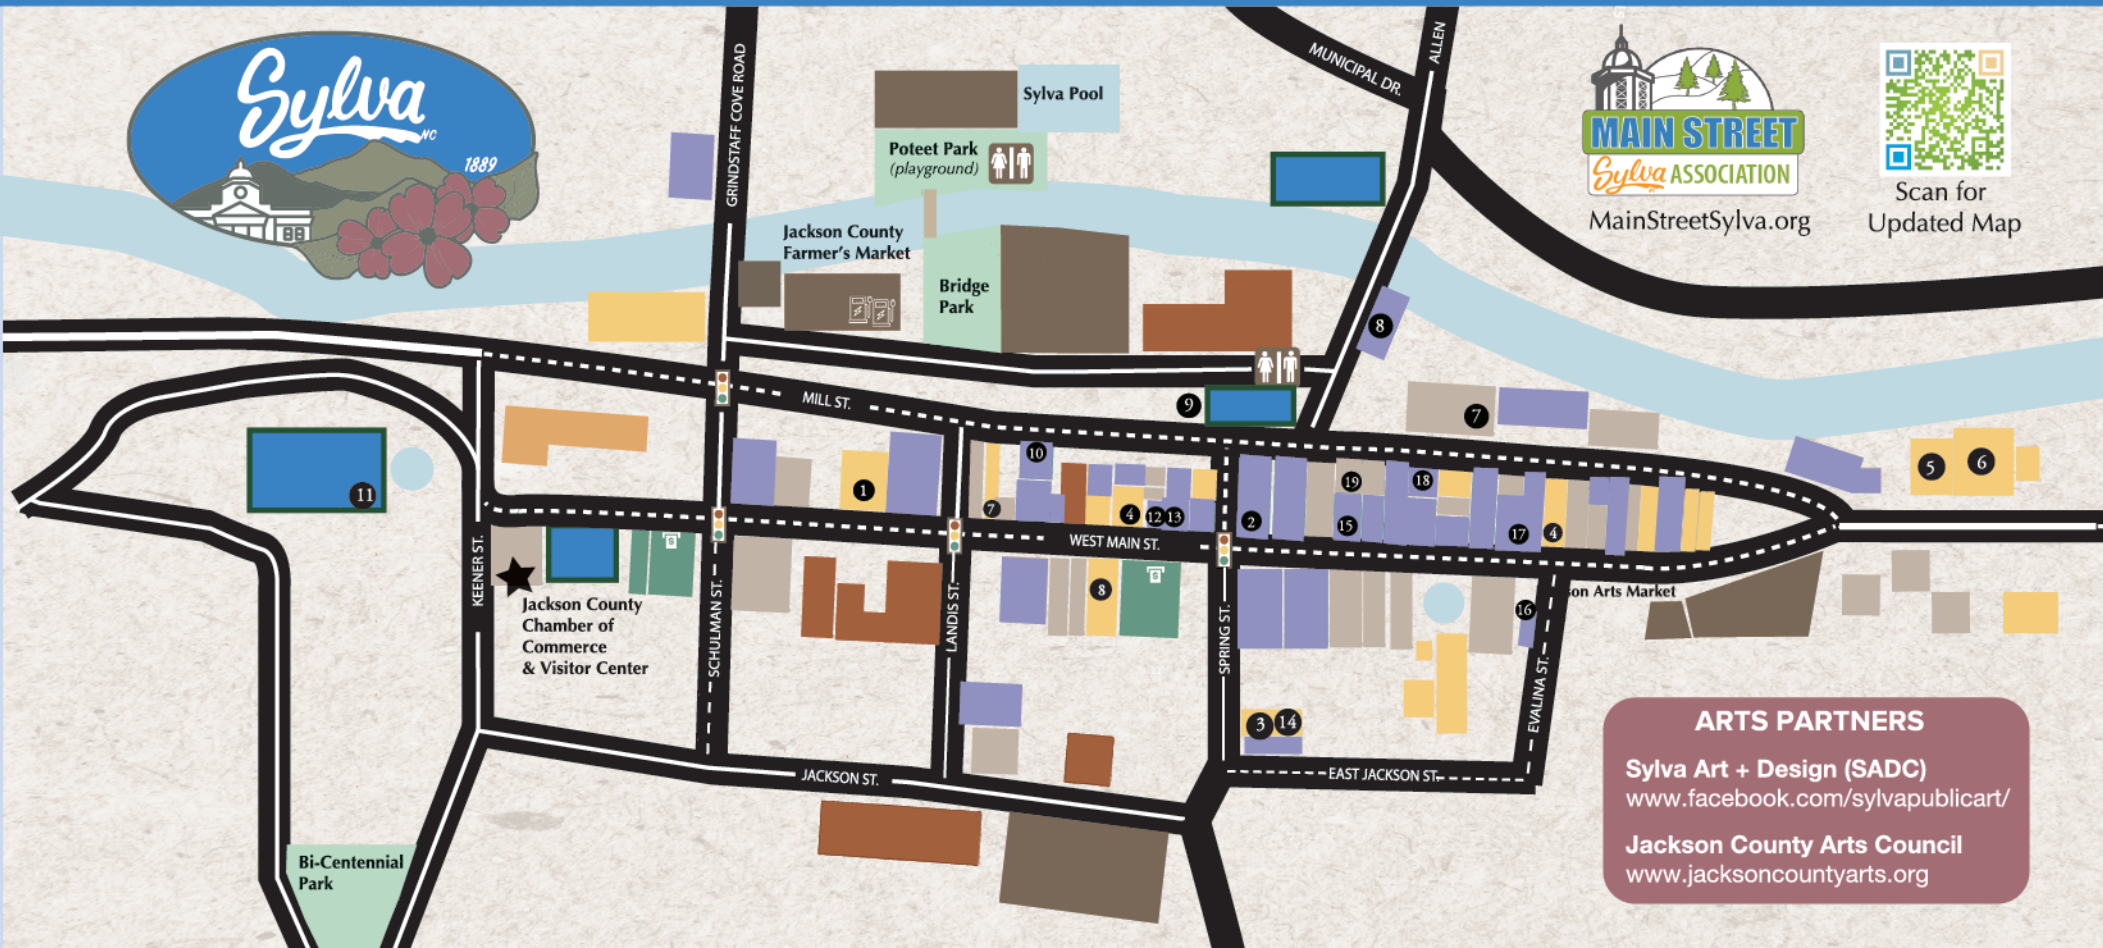 Sylva
NC
1889
GRINDSTAFF COVE ROAD
Sylva Pool
Poteet Park
(playground)
Jackson County
Farmer's Market
Bridge
Park
MUNICIPAL DR.
ALLEN
MAIN STREET
Sylva ASSOCIATION
MainStreetSylva.org
Scan for
Updated Map
8
9
7
MILL ST.
10
11
1
7
4
12
13
2
19
15
18
17
4
5
6
WEST MAIN ST.
KEENER ST.
Jackson County
Chamber of
Commerce
& Visitor Center
$
SCHULMAN ST.
LANDIS ST.
8
$
SPRING ST.
16
on Arts Market
EVALINA ST.
3
14
JACKSON ST.
EAST JACKSON ST.
Bi-Centennial
Park
ARTS PARTNERS
Sylva Art + Design (SADC)
www.facebook.com/sylvapublicart/
Jackson County Arts Council
www.jacksoncountyarts.org